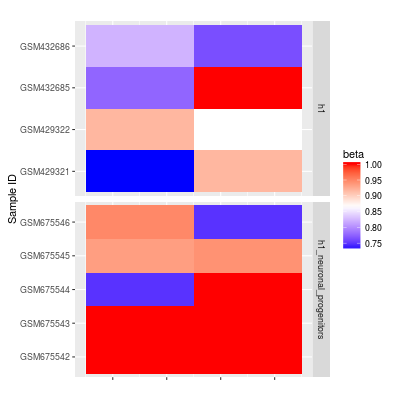 Sample ID
GSM432686
GSM432685
GSM429322
GSM429321
h1
GSM675546
GSM675545
GSM675544
GSM675543
GSM675542
h1_neuronal_progenitors
beta
1.00
0.95
0.90
0.85
0.80
0.75